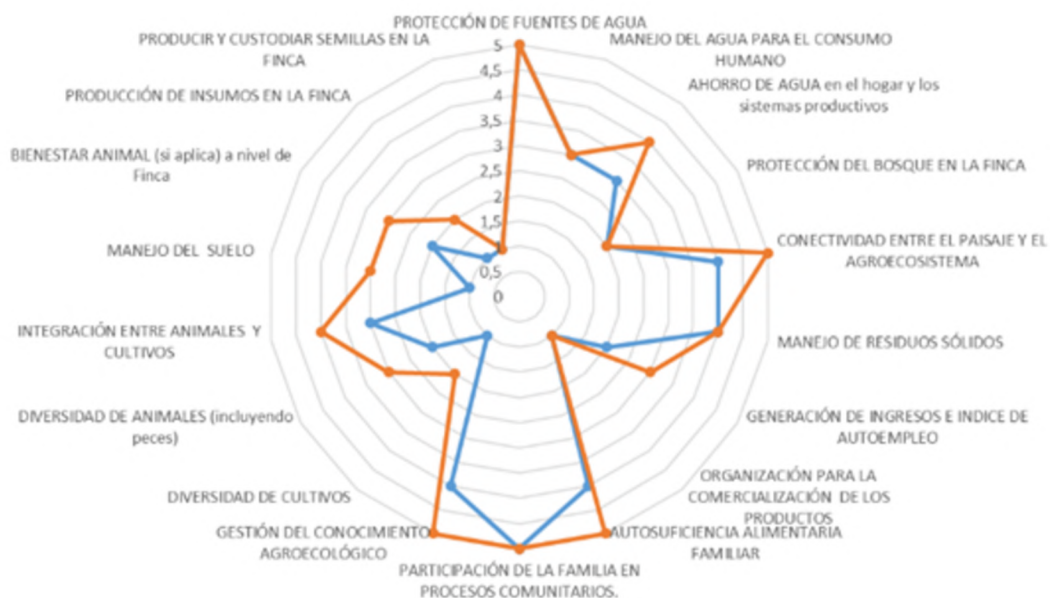 PROTECCIÓN DE FUENTES DE AGUA
MANEJO DEL AGUA PARA EL CONSUMO
HUMANO
AHORRO DE AGUA en el hogar y los
sistemas productivos
PROTECCIÓN DEL BOSQUE EN LA FINCA
CONECTIVIDAD ENTRE EL PAISAJE Y EL
AGROECOSISTEMA
MANEJO DE RESIDUOS SÓLIDOS
GENERACIÓN DE INGRESOS E INDICE DE
AUTOEMPLEO
ORGANIZACIÓN PARA LA
COMERCIALIZACIÓN DE LOS
PRODUCTOS
AUTOSUFICIENCIA ALIMENTARIA
FAMILIAR
PARTICIPACIÓN DE LA FAMILIA EN
PROCESOS COMUNITARIOS.
GESTIÓN DEL CONOCIMIENTO
AGROECOLÓGICO
DIVERSIDAD DE CULTIVOS
DIVERSIDAD DE ANIMALES (incluyendo
peces)
INTEGRACIÓN ENTRE ANIMALES Y
CULTIVOS
MANEJO DEL SUELO
BIENESTAR ANIMAL (si aplica) a nivel de
Finca
PRODUCCIÓN DE INSUMOS EN LA FINCA
PRODUCIR Y CUSTODIAR SEMILLAS EN LA
FINCA
5
4,5
4
3,5
3
2,5
2
1,5
1
0,5
0